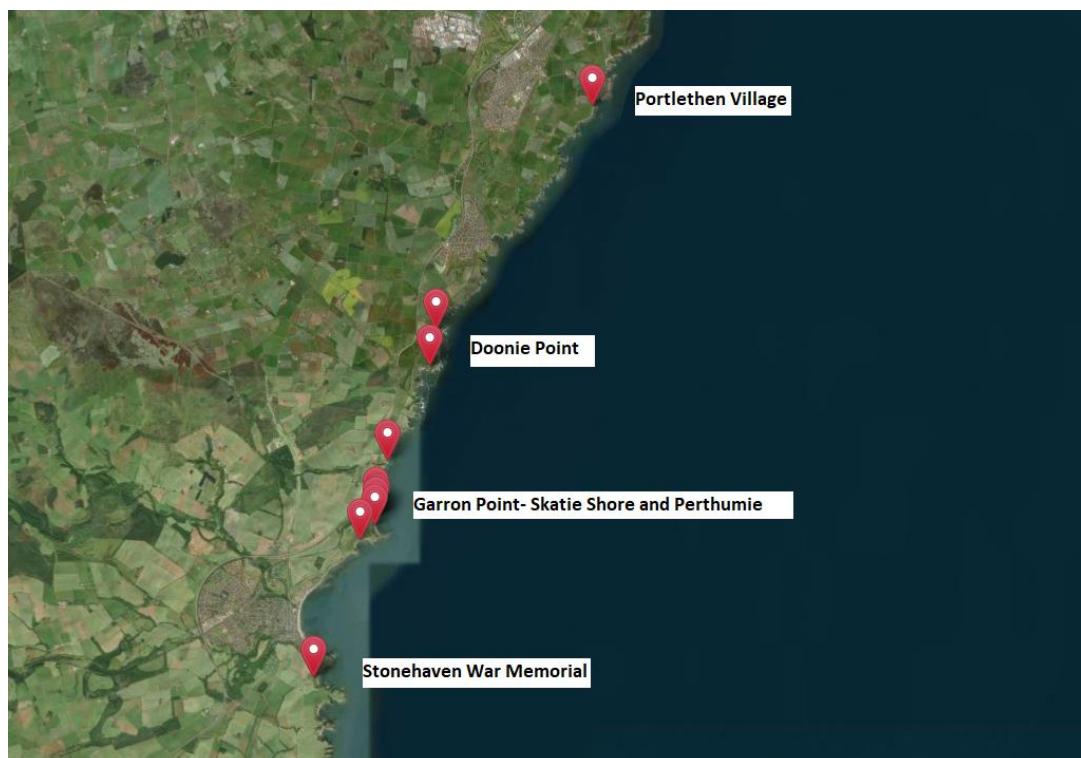 Portlethen Village
Doonie Point
Garron Point- Skatie Shore and Perthumie
Stonehaven War Memorial